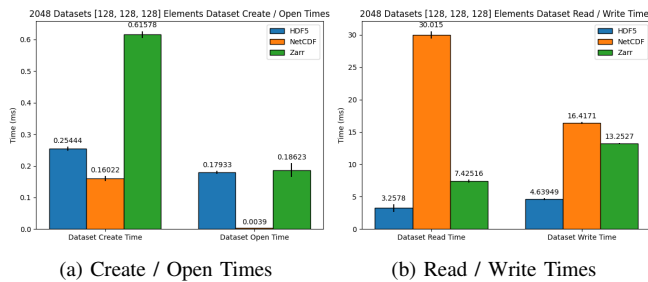 2048 Datasets [128, 128, 128] Elements Dataset Create / Open Times
0.61578
HDF5
NetCDF
Zarr
0.6
0.5
0.4
0.3
0.2
0.1
0.0
Time (ms)
0.25444
0.16022
0.17933
0.0039
0.18623
Dataset Create Time
Dataset Open Time
(a) Create / Open Times
2048 Datasets [128, 128, 128] Elements Dataset Read / Write Times
30.015
HDF5
NetCDF
Zarr
30
25
20
15
10
5
0
Time (ms)
3.2578
7.42516
4.63949
16.4171
13.2527
Dataset Read Time
Dataset Write Time
(b) Read / Write Times